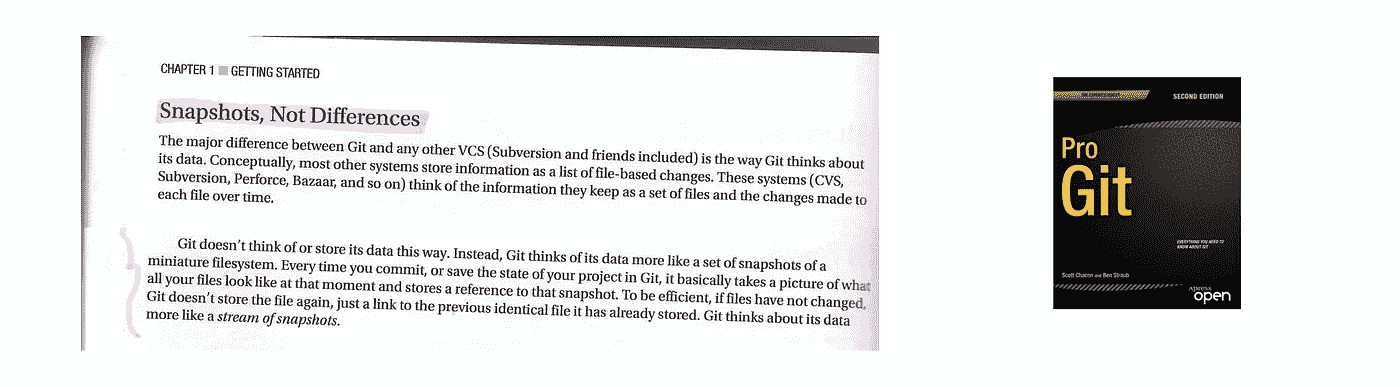 CHAPTER 1 ■ GETTING STARTED
Snapshots, Not Differences
The major difference between Git and any other VCS (Subversion and friends included) is the way Git thinks about
its data. Conceptually, most other systems store information as a list of file-based changes. These systems (CVS,
Subversion, Perforce, Bazaar, and so on) think of the information they keep as a set of files and the changes made to
each file over time.
Git doesn't think of or store its data this way. Instead, Git thinks of its data more like a set of snapshots of a
miniature filesystem. Every time you commit, or save the state of your project in Git, it basically takes a picture of what
all your files look like at that moment and stores a reference to that snapshot. To be efficient, if files have not changed,
Git doesn't store the file again, just a link to the previous identical file it has already stored. Git thinks about its data
more like a stream of snapshots.
SECOND EDITION
Pro
Git
EVERYTHING YOU NEED TO
KNOW ABOUT GIT
Scott Chacon and Ben Straub
Apress
open